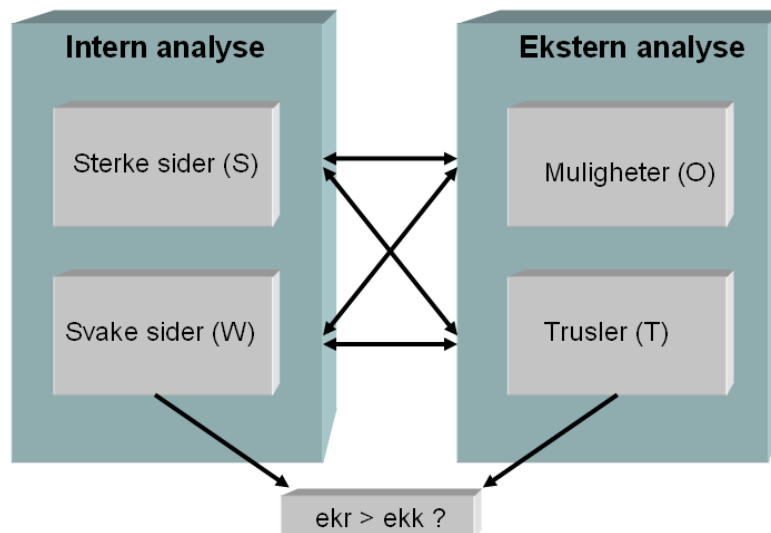 Intern analyse
Sterke sider (S)
Svake sider (W)
Ekstern analyse
Muligheter (O)
Trusler (T)
ekr > ekk ?